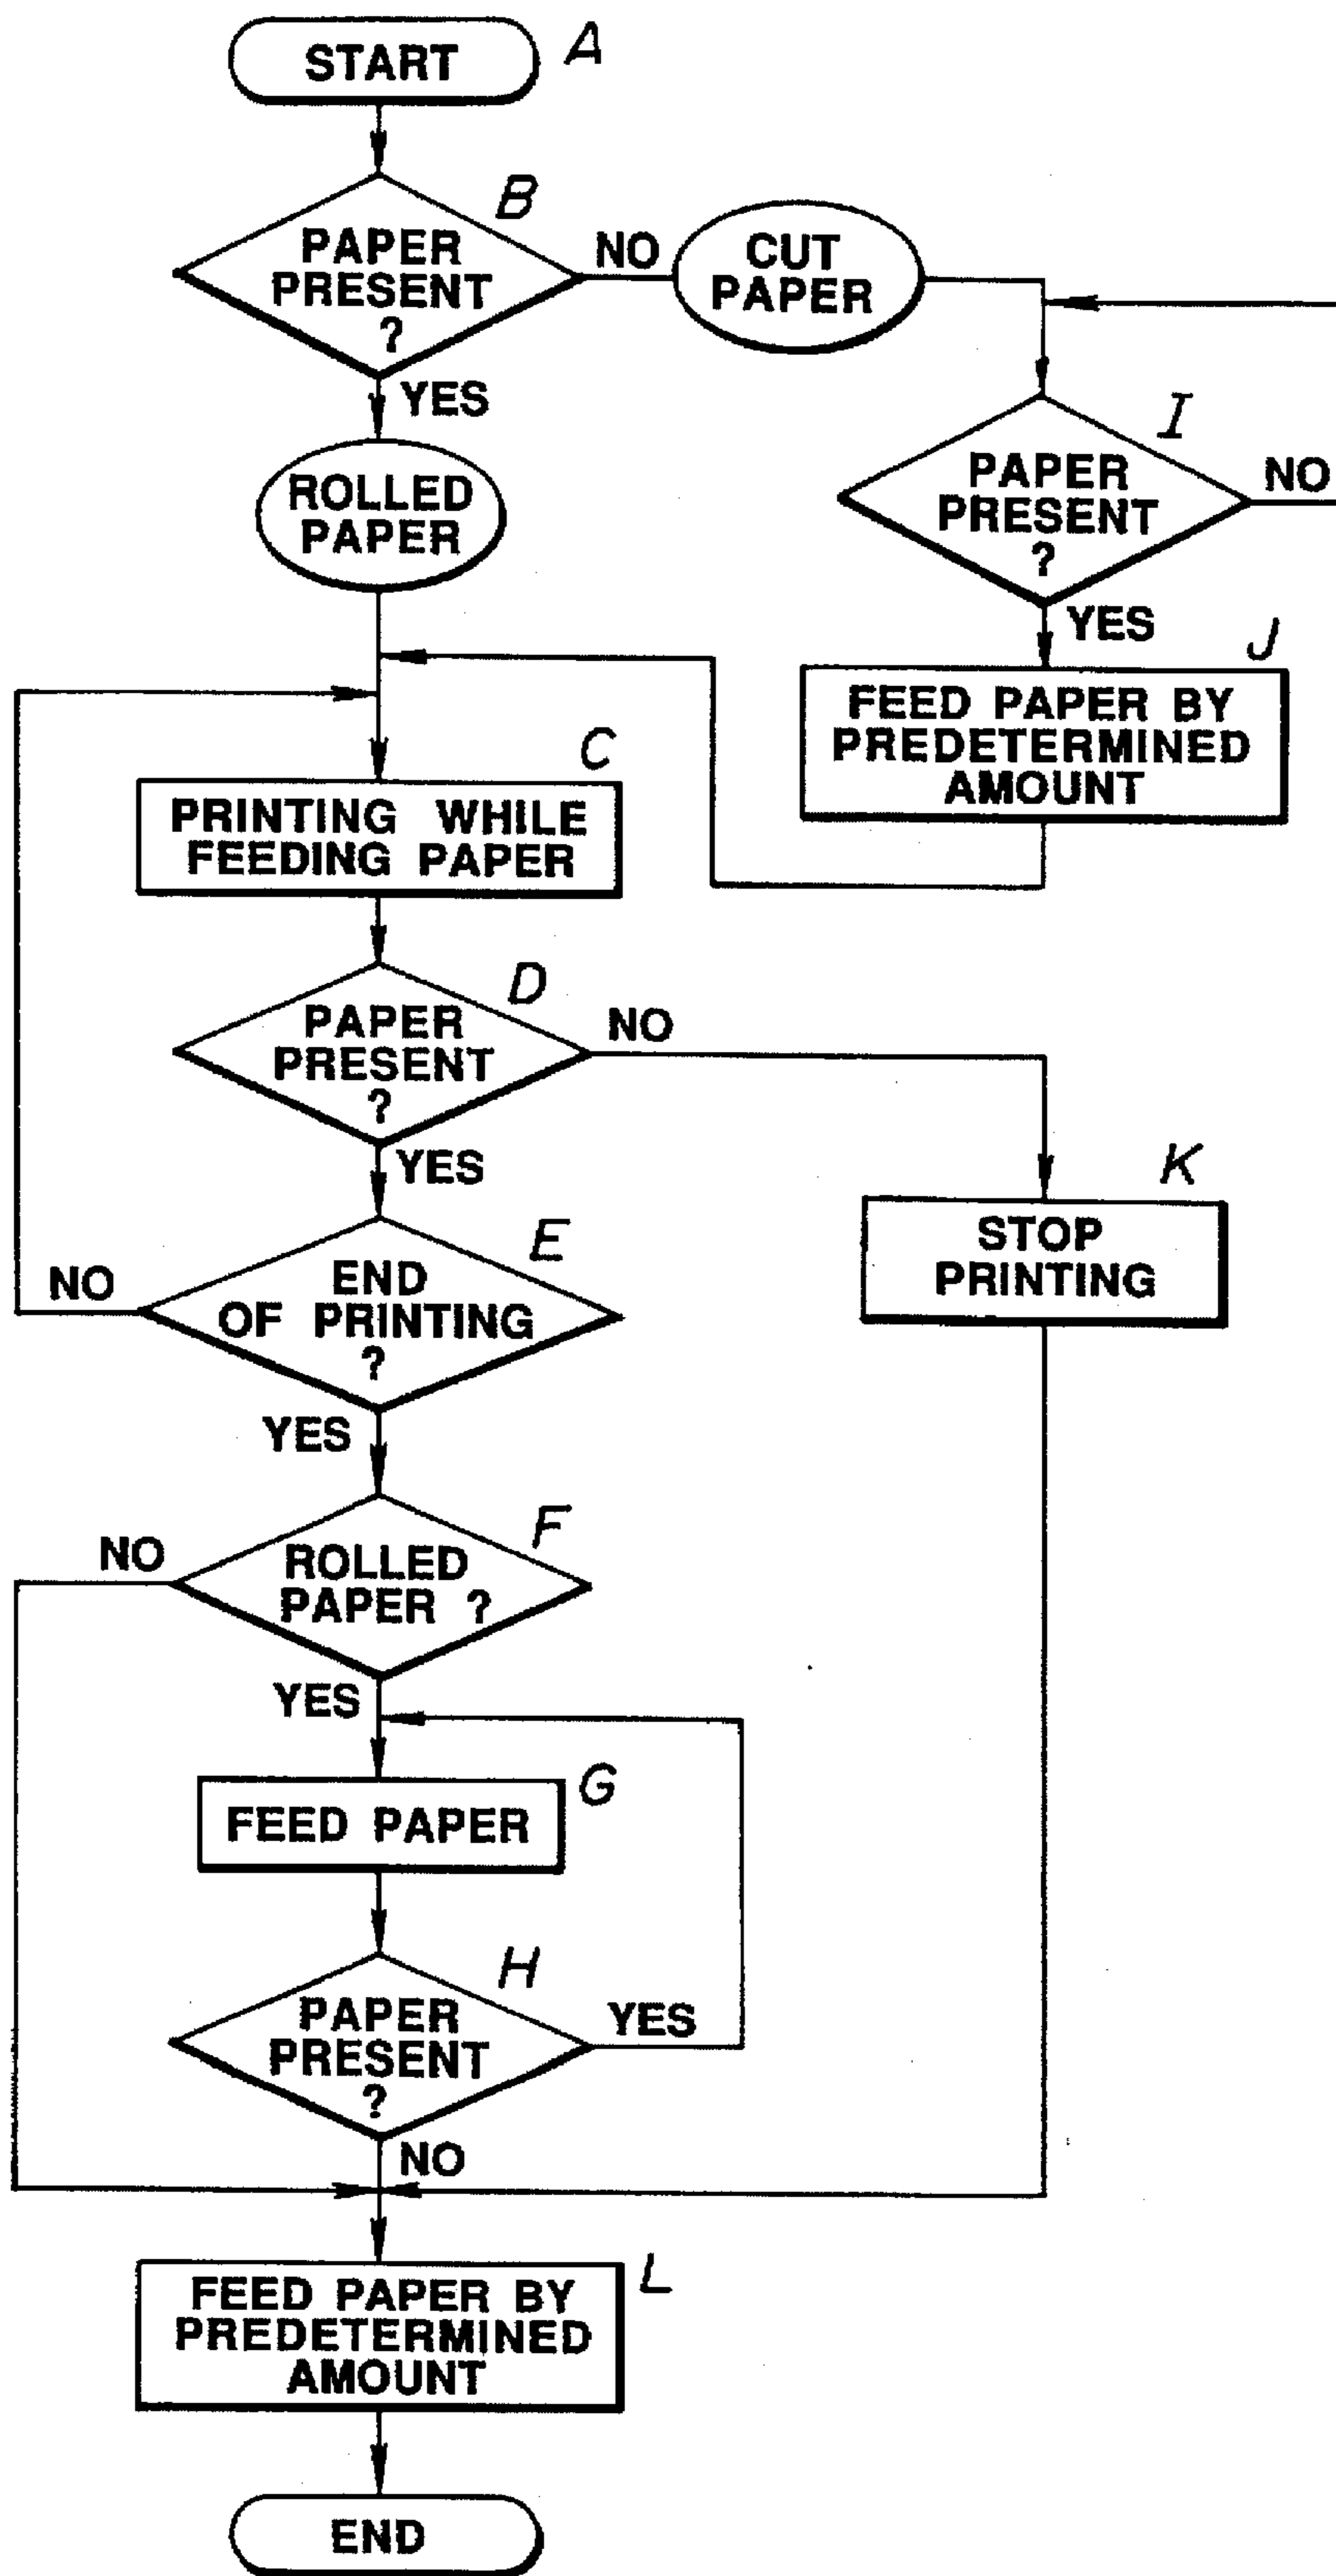 START
A
B
PAPER
PRESENT
?
NO
CUT
PAPER
YES
ROLLED
PAPER
I
PAPER
PRESENT
?
NO
YES
J
FEED PAPER BY
PREDETERMINED
AMOUNT
C
PRINTING WHILE
FEEDING PAPER
D
PAPER
PRESENT
?
NO
YES
K
STOP
PRINTING
E
END
OF PRINTING
?
NO
YES
F
ROLLED
PAPER ?
NO
YES
G
FEED PAPER
H
PAPER
PRESENT
?
YES
NO
L
FEED PAPER BY
PREDETERMINED
AMOUNT
END